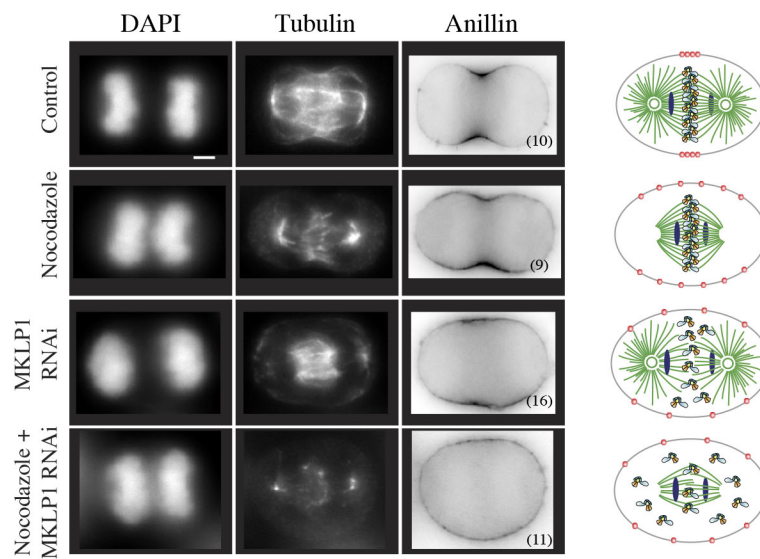 DAPI
Tubulin
Anillin
Control
(10)
Nocodazole
(9)
MKLP1
RNAi
(16)
Nocodazole +
MKLP1 RNAi
(11)